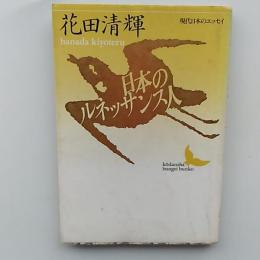 花田清輝
hanada kiyoteru
現代日本のエッセイ
日本の
ルネッサンス人
kôdansha
bungei bunko